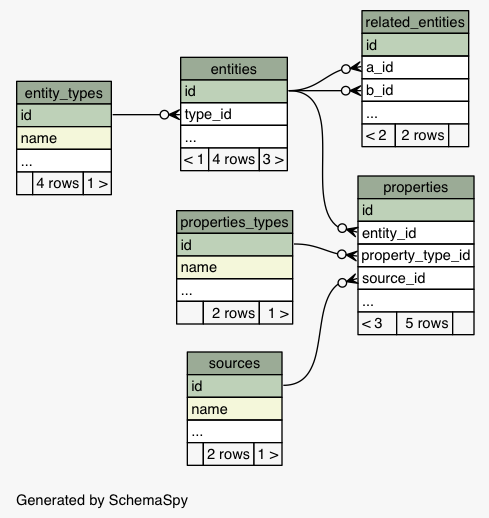 related_entities
id
a_id
b_id
...
< 2 2 rows
entities
id
type_id
...
< 1 4 rows 3 >
entity_types
id
name
...
4 rows 1 >
properties
id
entity_id
property_type_id
source_id
...
< 3 5 rows
properties_types
id
name
...
2 rows 1 >
sources
id
name
...
2 rows 1 >
Generated by SchemaSpy